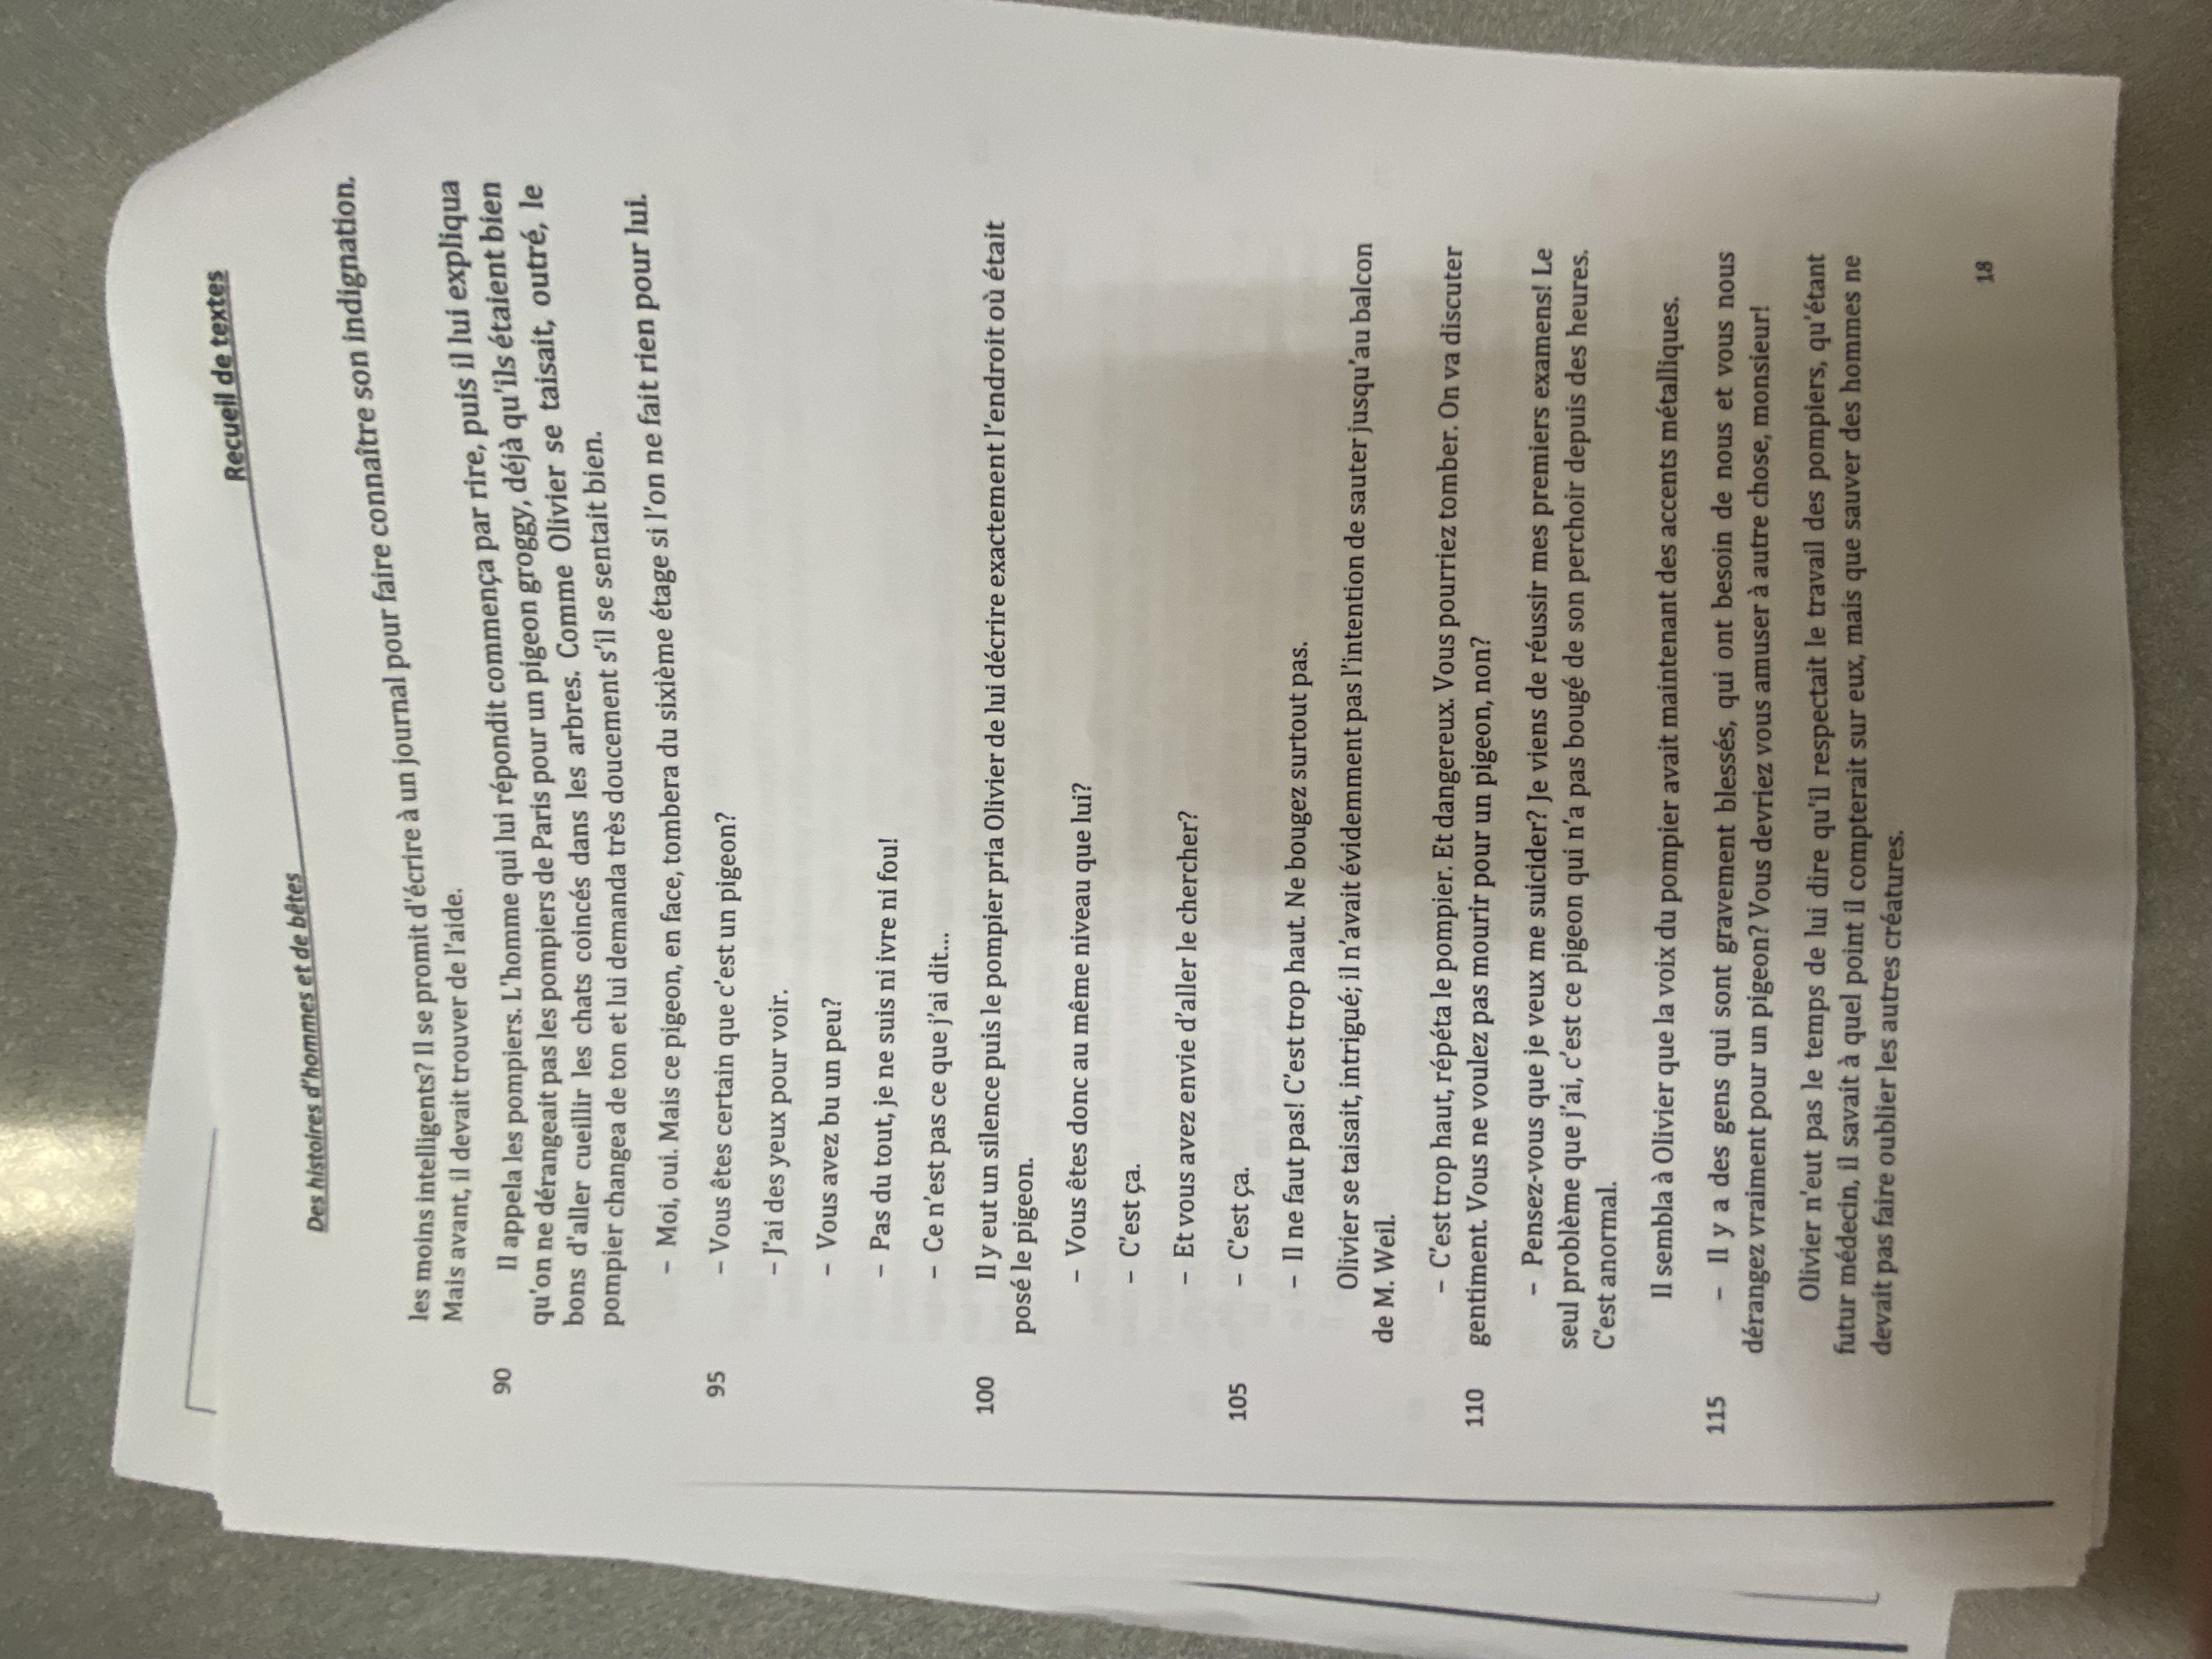 Recueil de textes
Des histoires d'hommes et de bêtes
les moins intelligents? Il se promit d'écrire à un journal pour faire connaître son indignation.
Mais avant, il devait trouver de l'aide.
90 Il appela les pompiers. L'homme qui lui répondit commença par rire, puis il lui expliqua
qu'on ne dérangeait pas les pompiers de Paris pour un pigeon groggy, déjà qu'ils étaient bien
bons d'aller cueillir les chats coincés dans les arbres. Comme Olivier se taisait, outré, le
pompier changea de ton et lui demanda très doucement s'il se sentait bien.
– Moi, oui. Mais ce pigeon, en face, tombera du sixième étage si l'on ne fait rien pour lui.
95 – Vous êtes certain que c'est un pigeon?
– J'ai des yeux pour voir.
– Vous avez bu un peu?
– Pas du tout, je ne suis ni ivre ni fou!
– Ce n'est pas ce que j'ai dit...
100 Il y eut un silence puis le pompier pria Olivier de lui décrire exactement l'endroit où était
posé le pigeon.
– Vous êtes donc au même niveau que lui?
– C'est ça.
– Et vous avez envie d'aller le chercher?
105 – C'est ça.
– Il ne faut pas! C'est trop haut. Ne bougez surtout pas.
Olivier se taisait, intrigué; il n'avait évidemment pas l'intention de sauter jusqu'au balcon
de M. Weil.
– C'est trop haut, répéta le pompier. Et dangereux. Vous pourriez tomber. On va discuter
110 gentiment. Vous ne voulez pas mourir pour un pigeon, non?
– Pensez-vous que je veux me suicider? Je viens de réussir mes premiers examens! Le
seul problème que j'ai, c'est ce pigeon qui n'a pas bougé de son perchoir depuis des heures.
C'est anormal.
Il sembla à Olivier que la voix du pompier avait maintenant des accents métalliques.
115 – Il y a des gens qui sont gravement blessés, qui ont besoin de nous et vous nous
dérangez vraiment pour un pigeon? Vous devriez vous amuser à autre chose, monsieur!
Olivier n'eut pas le temps de lui dire qu'il respectait le travail des pompiers, qu'étant
futur médecin, il savait à quel point il compterait sur eux, mais que sauver des hommes ne
devait pas faire oublier les autres créatures.
18